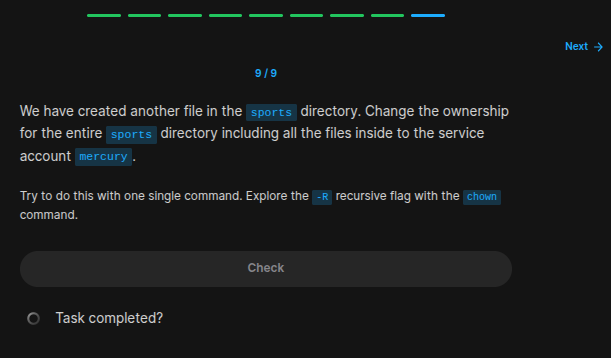 Next →
9 / 9
We have created another file in the sports directory. Change the ownership
for the entire sports directory including all the files inside to the service
account mercury.
Try to do this with one single command. Explore the -R recursive flag with the chown
command.
Check
Task completed?